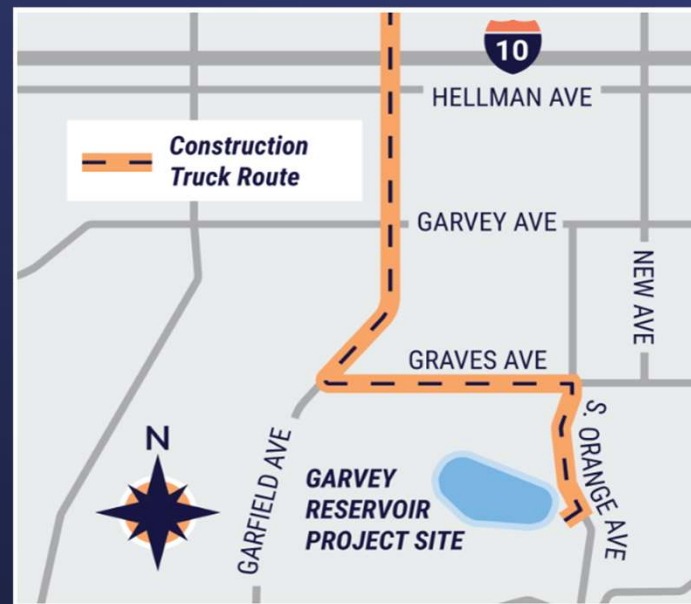 10
HELLMAN AVE
Construction
Truck Route
GARVEY AVE
NEW AVE
GRAVES AVE
S. ORANGE AVE
N
GARFIELD AVE
GARVEY
RESERVOIR
PROJECT SITE